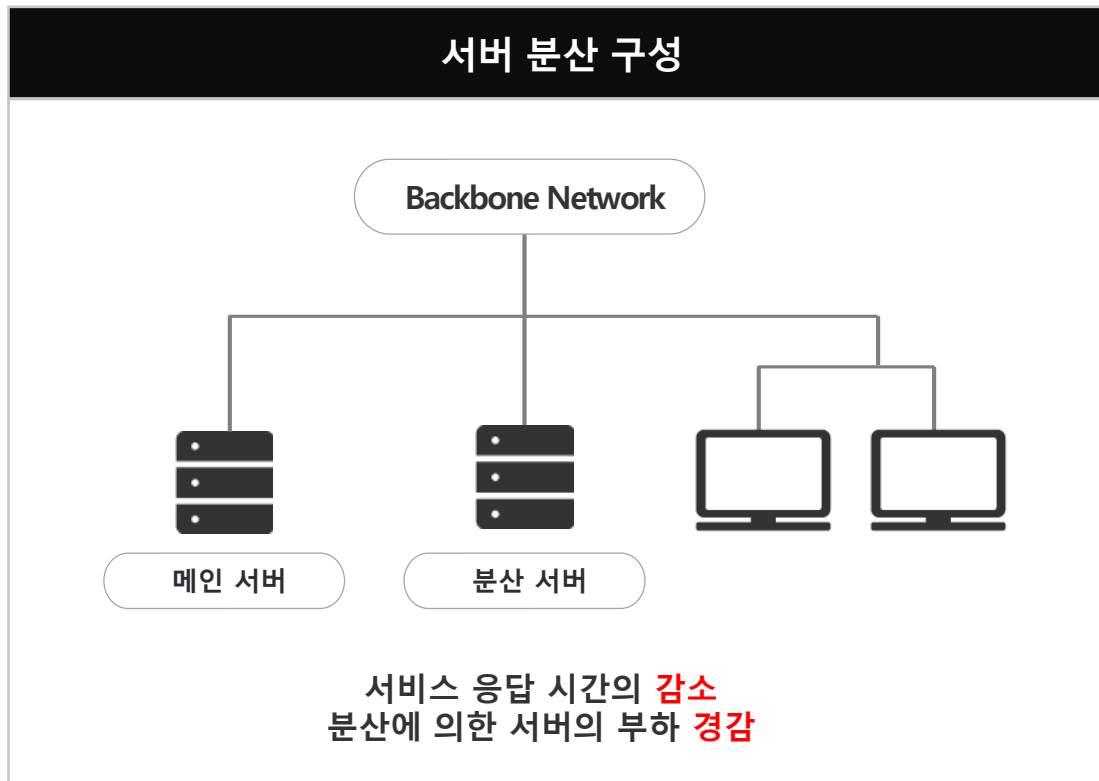 서버 분산 구성
Backbone Network
메인 서버
분산 서버
서비스 응답 시간의 감소
분산에 의한 서버의 부하 경감